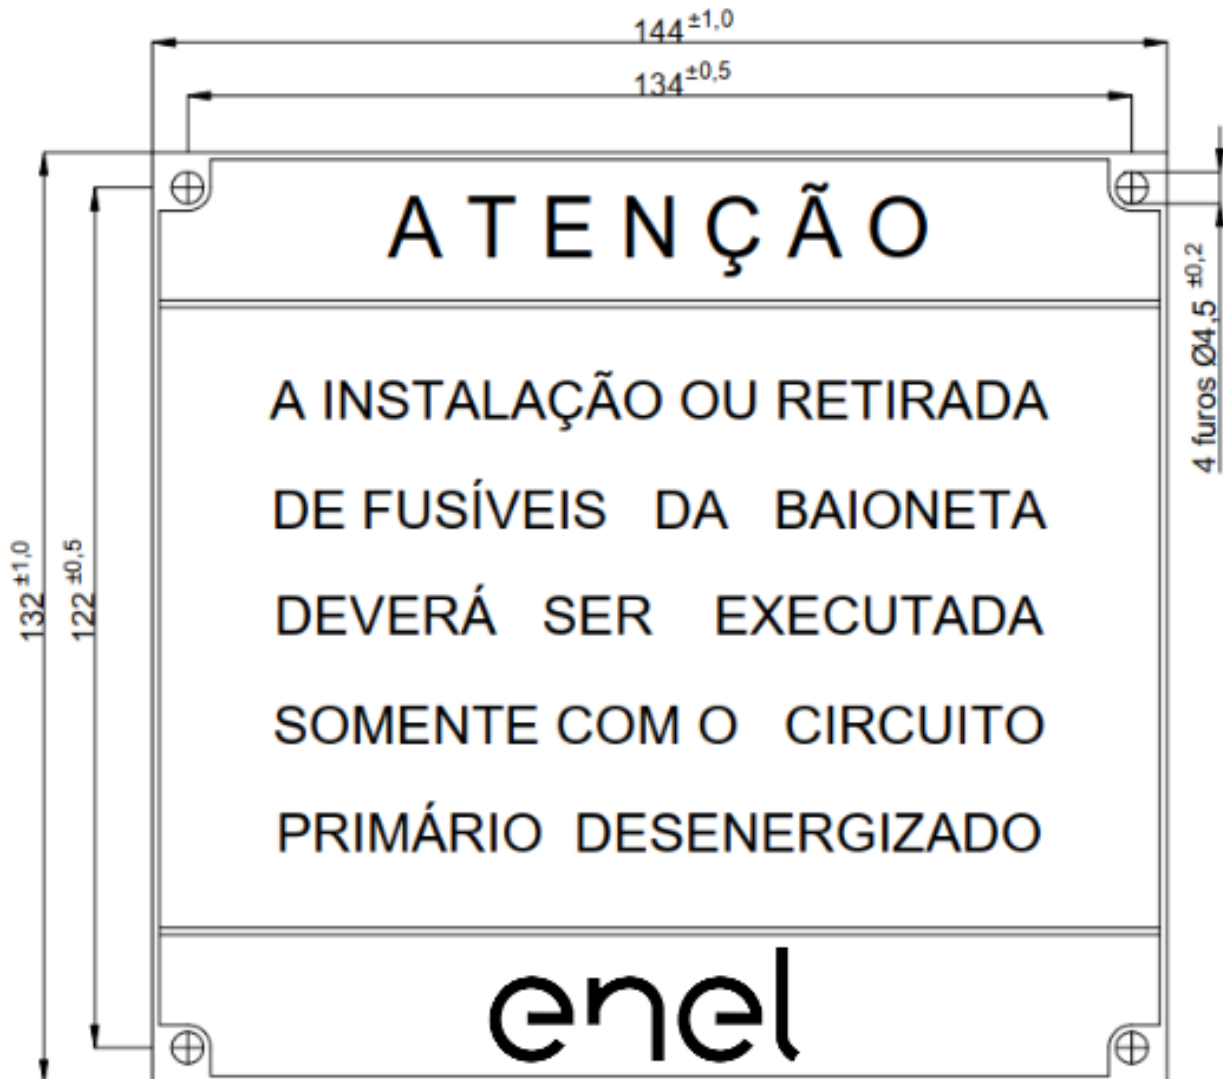 144±1,0
134±0,5
A T E N Ç Ã O
4 furos Ø4,5 ±0,2
A INSTALAÇÃO OU RETIRADA
DE FUSÍVEIS DA BAIONETA
DEVERÁ SER EXECUTADA
SOMENTE COM O CIRCUITO
PRIMÁRIO DESENERGIZADO
132±1,0
122±0,5
enel